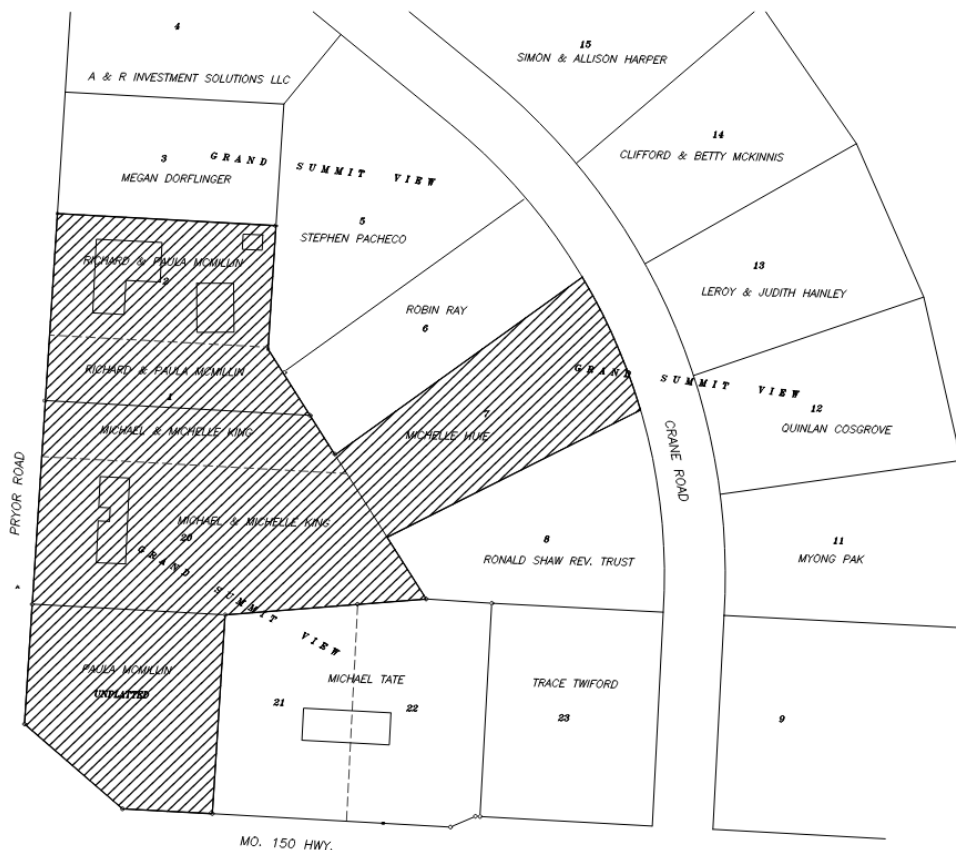 4
A & R INVESTMENT SOLUTIONS LLC
15
SIMON & ALLISON HARPER
14
CLIFFORD & BETTY MCKINNIS
3
MEGAN DORFLINGER
GRAND SUMMIT VIEW
5
STEPHEN PACHECO
RICHARD & PAULA MCMILLIN
2
13
LEROY & JUDITH HAINLEY
ROBIN RAY
6
RICHARD & PAULA MCMILLIN
1
GRAND SUMMIT VIEW
12
QUINLAN COSGROVE
7
MICHELLE HUIE
MICHAEL & MICHELLE KING
CRANE ROAD
PRYOR ROAD
MICHAEL & MICHELLE KING
20
8
RONALD SHAW REV. TRUST
11
MYONG PAK
GRAND SUMMIT VIEW
PAULA MCMILLIN
UNPLATTED
MICHAEL TATE
21
22
TRACE TWIFORD
23
9
MO. 150 HWY.